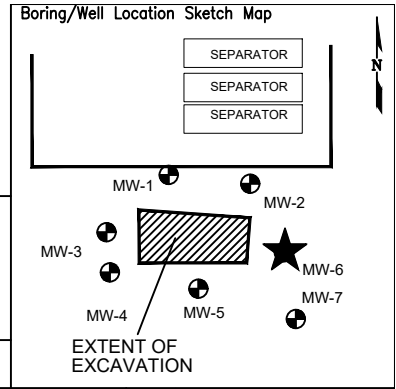 Boring/Well Location Sketch Map
SEPARATOR
N
SEPARATOR
SEPARATOR
MW-1
MW-2
MW-3
MW-6
MW-7
MW-4
MW-5
EXTENT OF
EXCAVATION